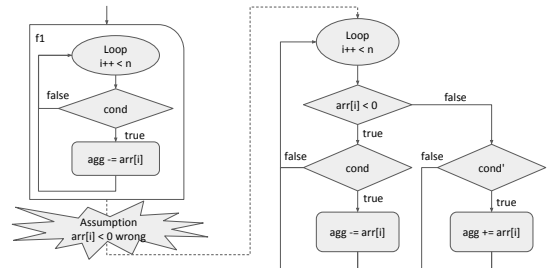 f1
Loop
i++ < n
false
cond
true
agg -= arr[i]
Assumption
arr[i] < 0 wrong
Loop
i++ < n
arr[i] < 0
false
true
false
cond
false
cond'
true
true
agg -= arr[i]
agg += arr[i]